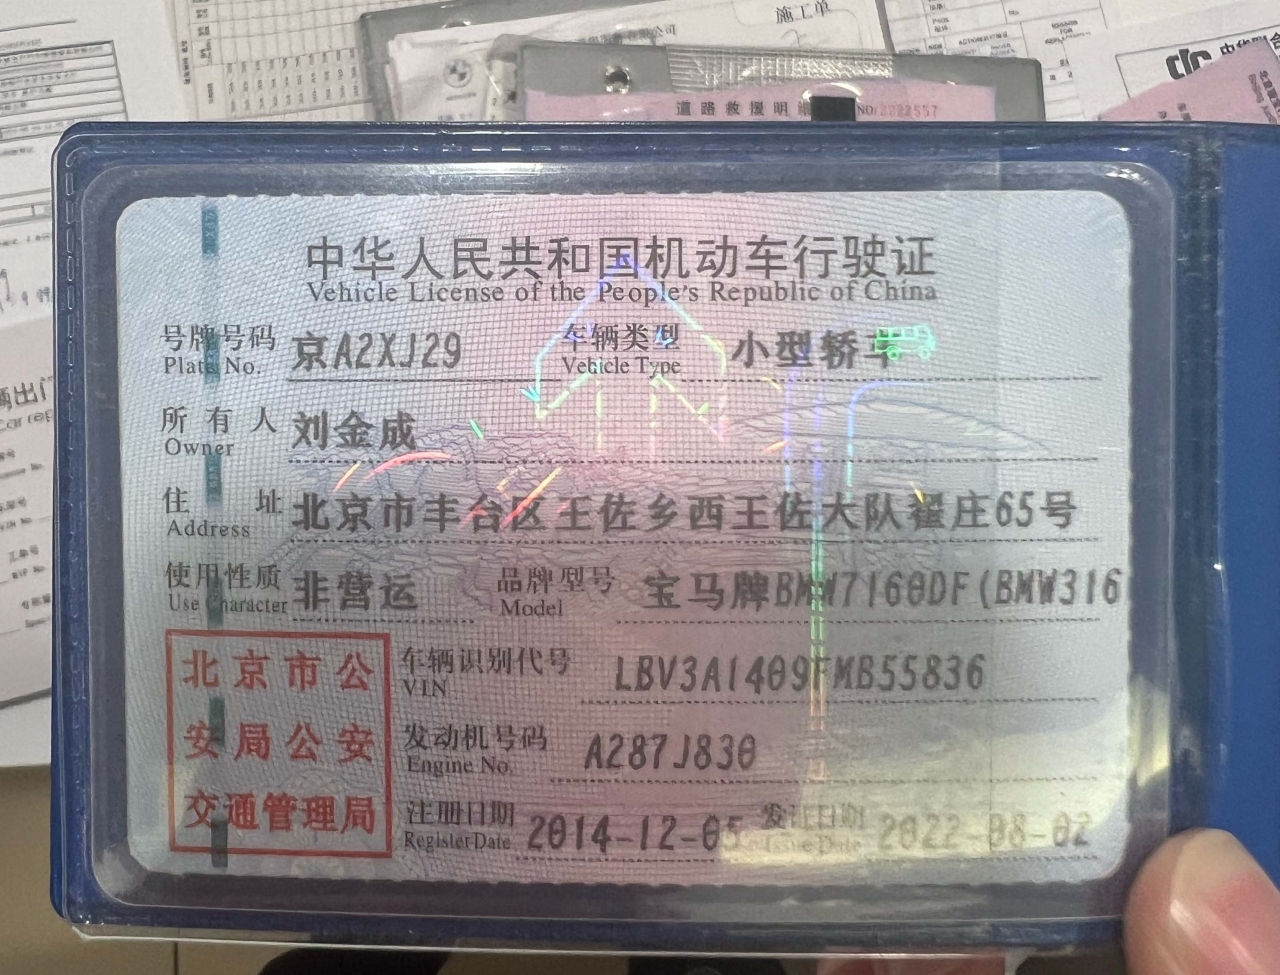 施工单
道路救援明细
NO:2222557
中华人民共和国机动车行驶证
Vehicle License of the People's Republic of China
号牌号码 京A2XJ29 车辆类型 小型轿车
Plate No. Vehicle Type
所有人 刘金成
Owner
住址 北京市丰台区王佐乡西王佐大队翟庄65号
Address
使用性质 非营运 品牌型号 宝马牌BMW7160DF(BMW316
Use Character Model
北京市公
安局公安
交通管理局
车辆识别代号 LBV3A1409FMB55836
VIN
发动机号码 A287J830
Engine No.
注册日期 2014-12-05 发证日期 2022-08-02
Register Date Issue Date